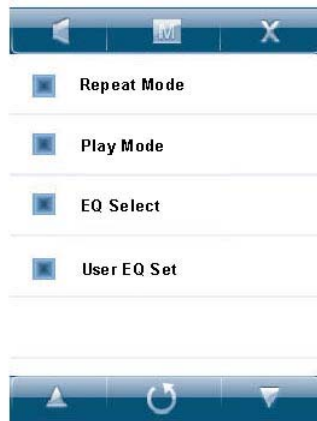 M X
Repeat Mode
Play Mode
EQ Select
User EQ Set